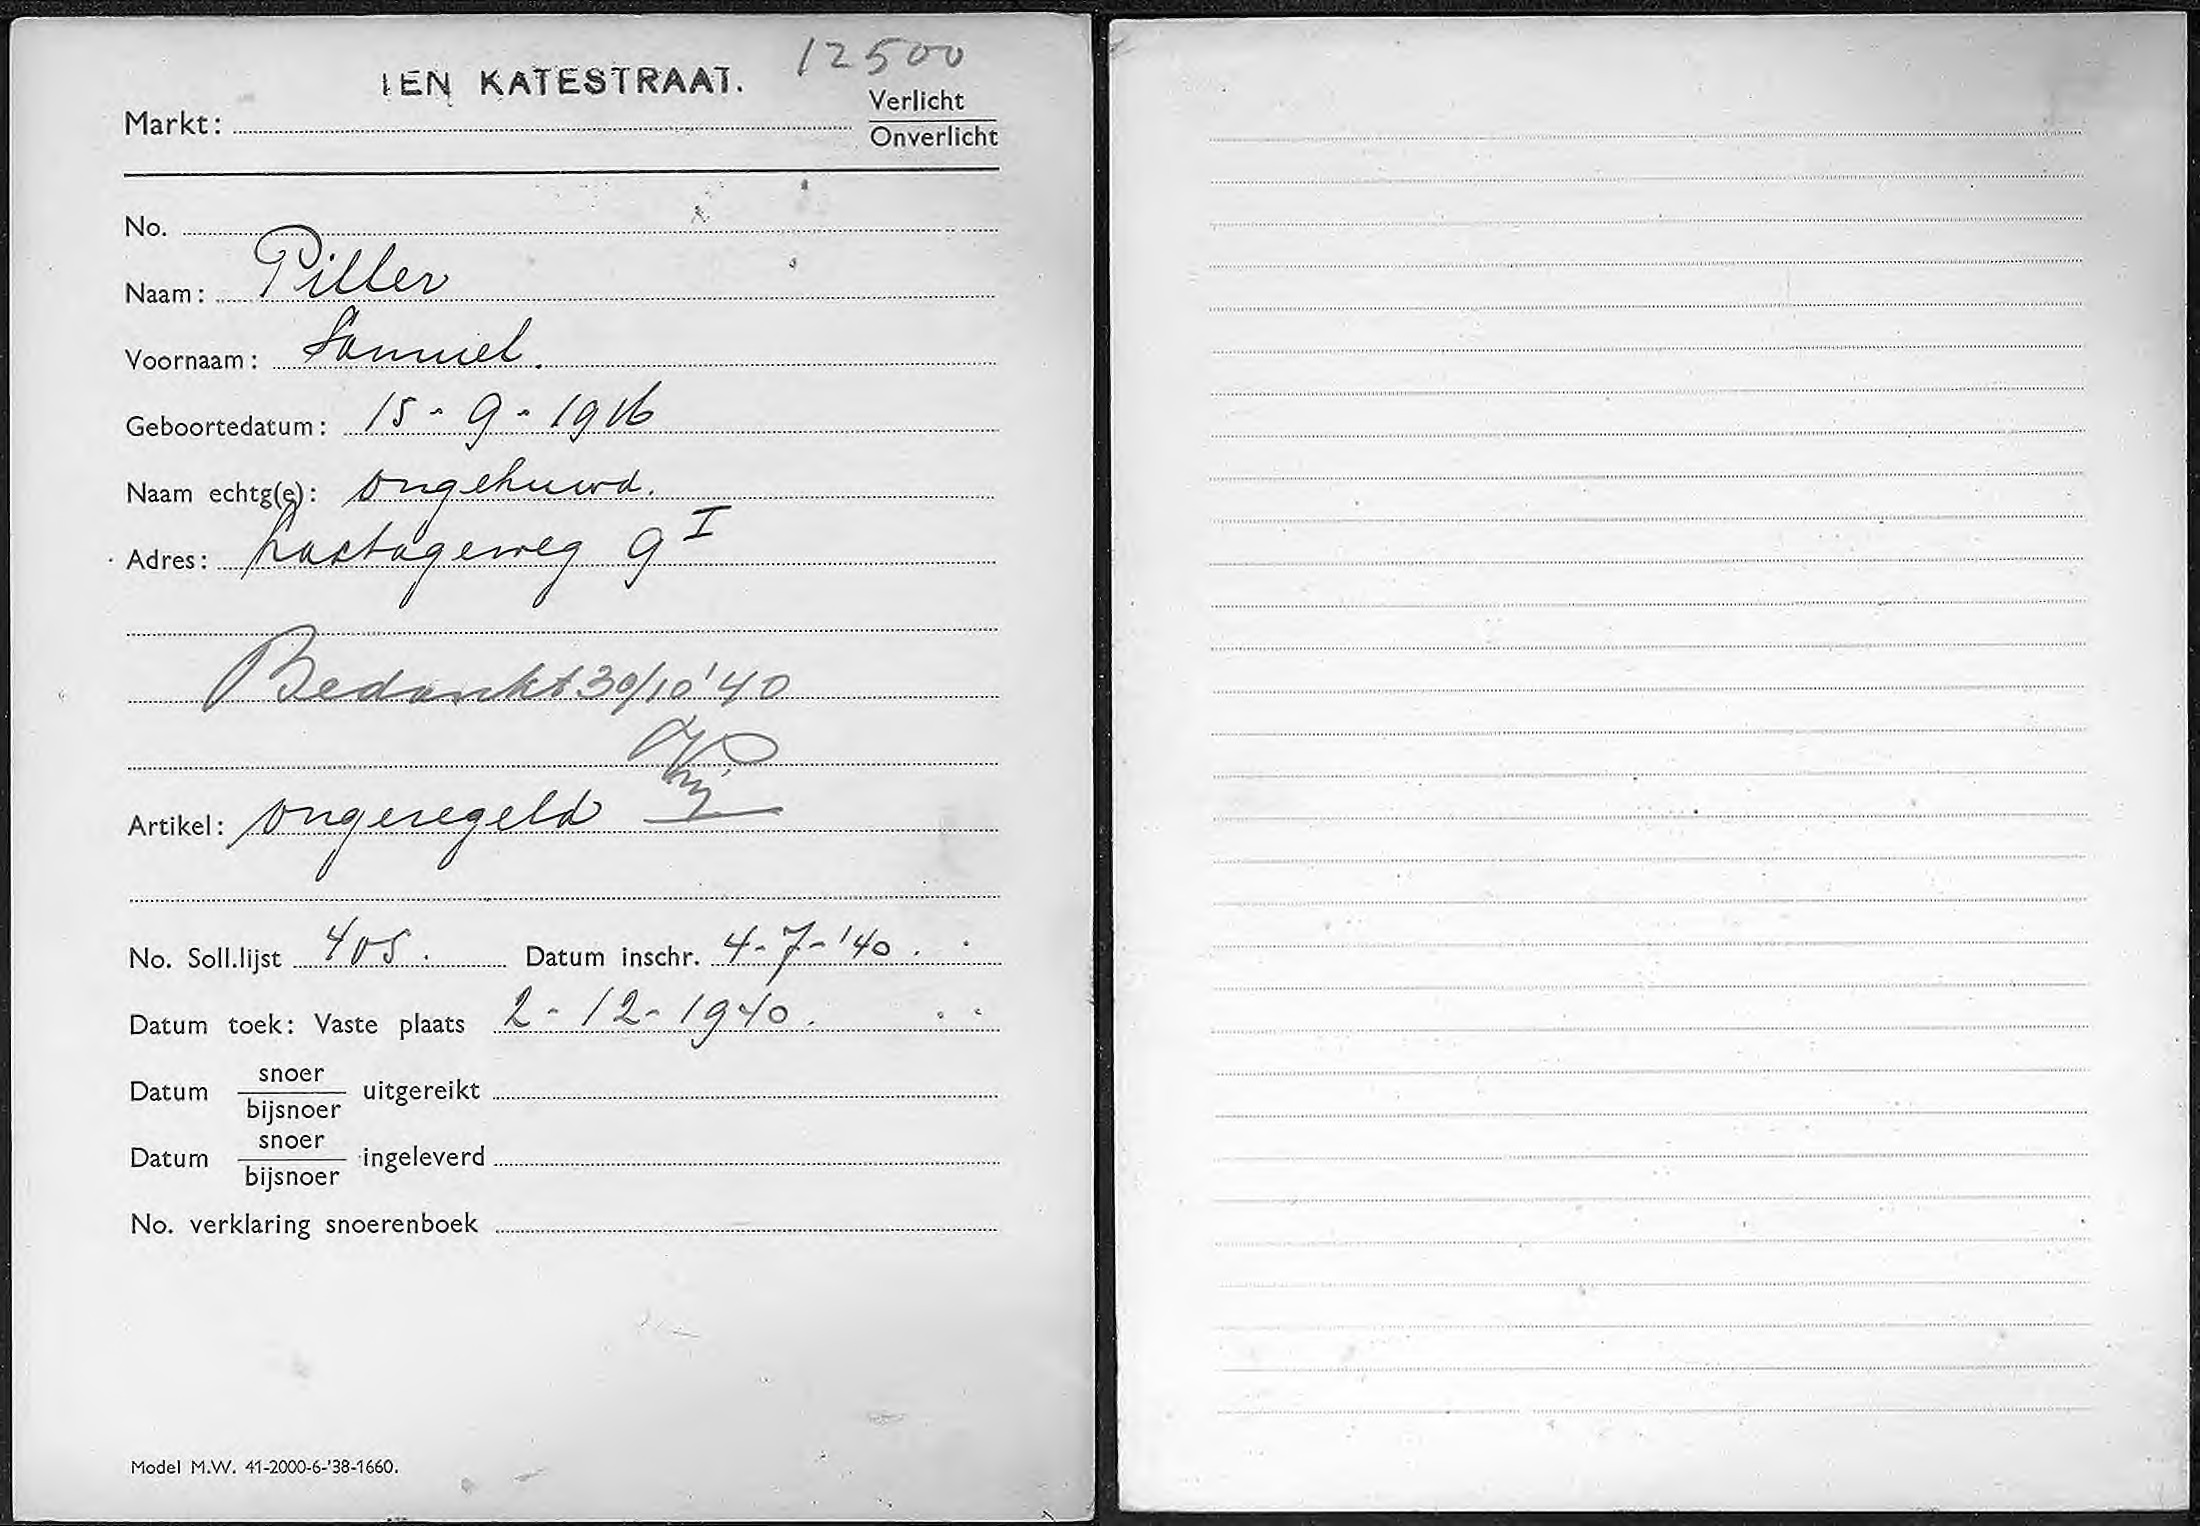 12500
TEN KATESTRAAT.
Verlicht
Markt:
Onverlicht
No.
Naam: Piller
Voornaam: Samuel.
Geboortedatum: 15-9-1916
Naam echtg(e): ongehuwd.
Adres: Lastageweg 9 I
Bedankt 30/10'40
Artikel: ongeregeld
No. Soll.lijst 405. Datum inschr. 4-7-'40.
Datum toek: Vaste plaats 2-12-1940.
snoer
Datum uitgereikt
bijsnoer
snoer
Datum ingeleverd
bijsnoer
No. verklaring snoerenboek
Model M.W. 41-2000-6-'38-1660.